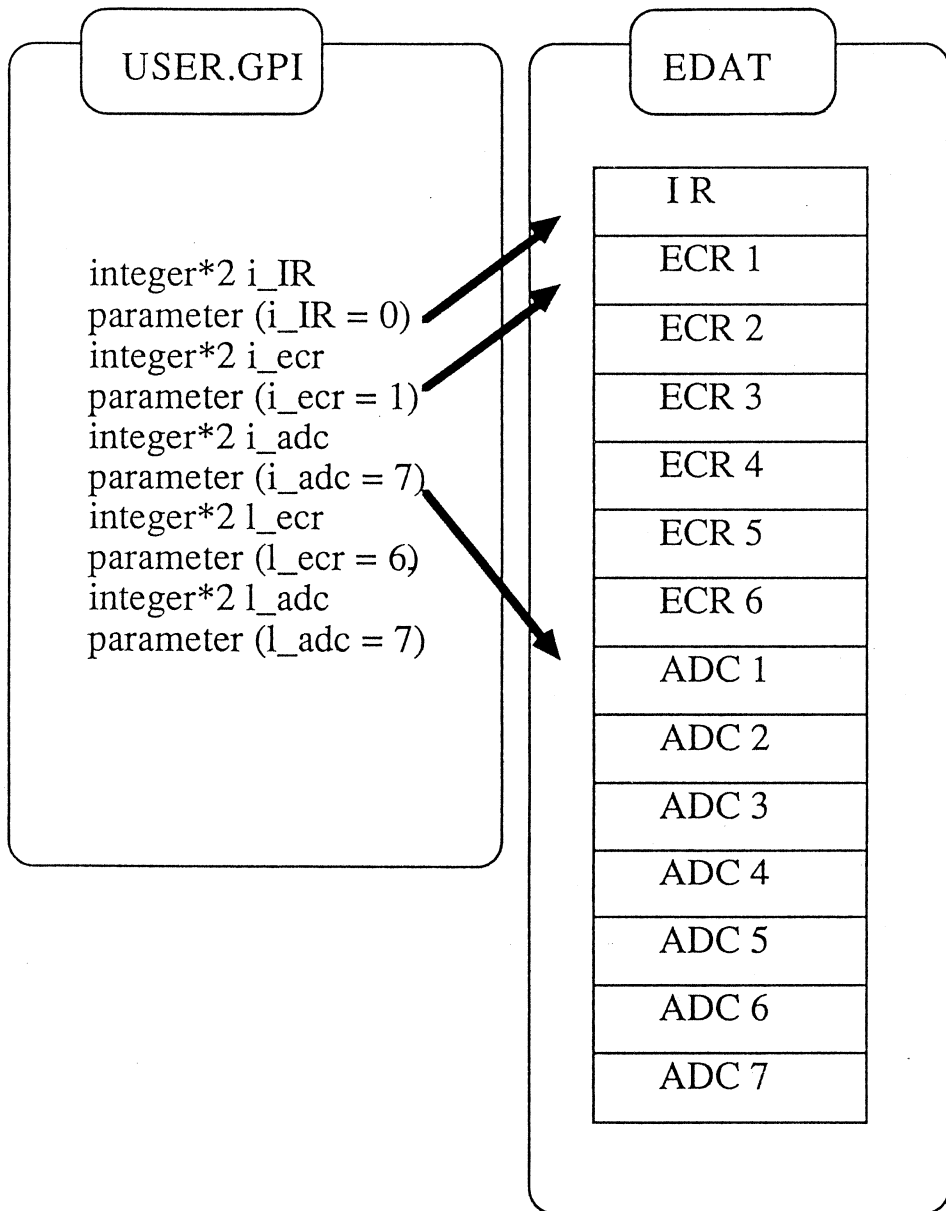 USER.GPI
integer*2 i_IR
parameter (i_IR = 0)
integer*2 i_ecr
parameter (i_ecr = 1)
integer*2 i_adc
parameter (i_adc = 7)
integer*2 l_ecr
parameter (l_ecr = 6)
integer*2 l_adc
parameter (l_adc = 7)
EDAT
I R
ECR 1
ECR 2
ECR 3
ECR 4
ECR 5
ECR 6
ADC 1
ADC 2
ADC 3
ADC 4
ADC 5
ADC 6
ADC 7